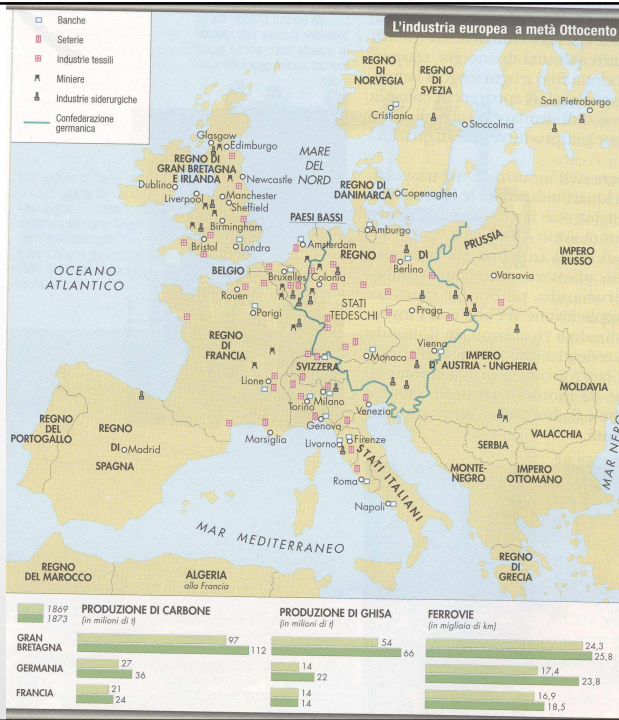 L'industria europea a metà Ottocento
Banche
Seterie
Industrie tessili
Miniere
Industrie siderurgiche
Confederazione
germanica
REGNO
DI
NORVEGIA
REGNO
DI
SVEZIA
San Pietroburgo
Cristiania
Stoccolma
Glasgow
Edimburgo
REGNO DI
GRAN BRETAGNA
E IRLANDA
MARE
DEL
NORD
Newcastle
Dublino
Liverpool
Manchester
Sheffield
REGNO DI
DANIMARCA
Copenaghen
Birmingham
PAESI BASSI
Amburgo
PRUSSIA
Bristol
Londra
Amsterdam
REGNO
DI
Berlino
IMPERO
RUSSO
OCEANO
ATLANTICO
BELGIO
Bruxelles
Colonia
Varsavia
Rouen
Parigi
STATI
TEDESCHI
Praga
REGNO
DI
FRANCIA
Monaco
Vienna
SVIZZERA
IMPERO
D'AUSTRIA - UNGHERIA
Lione
Milano
Torino
Venezia
MOLDAVIA
REGNO
DEL
PORTOGALLO
REGNO
DI
SPAGNA
Madrid
Marsiglia
Genova
Livorno
Firenze
VALACCHIA
SERBIA
MAR NERO
STATI ITALIANI
MONTE-
NEGRO
IMPERO
OTTOMANO
Roma
Napoli
MAR MEDITERRANEO
REGNO
DI
GRECIA
REGNO
DEL MAROCCO
ALGERIA
alla Francia
1869
1873
PRODUZIONE DI CARBONE
(in milioni di t)
PRODUZIONE DI GHISA
(in milioni di t)
FERROVIE
(in migliaia di km)
GRAN
BRETAGNA
97
112
54
66
24,3
25,8
GERMANIA
27
36
14
22
17,4
23,8
FRANCIA
21
24
14
14
16,9
18,5